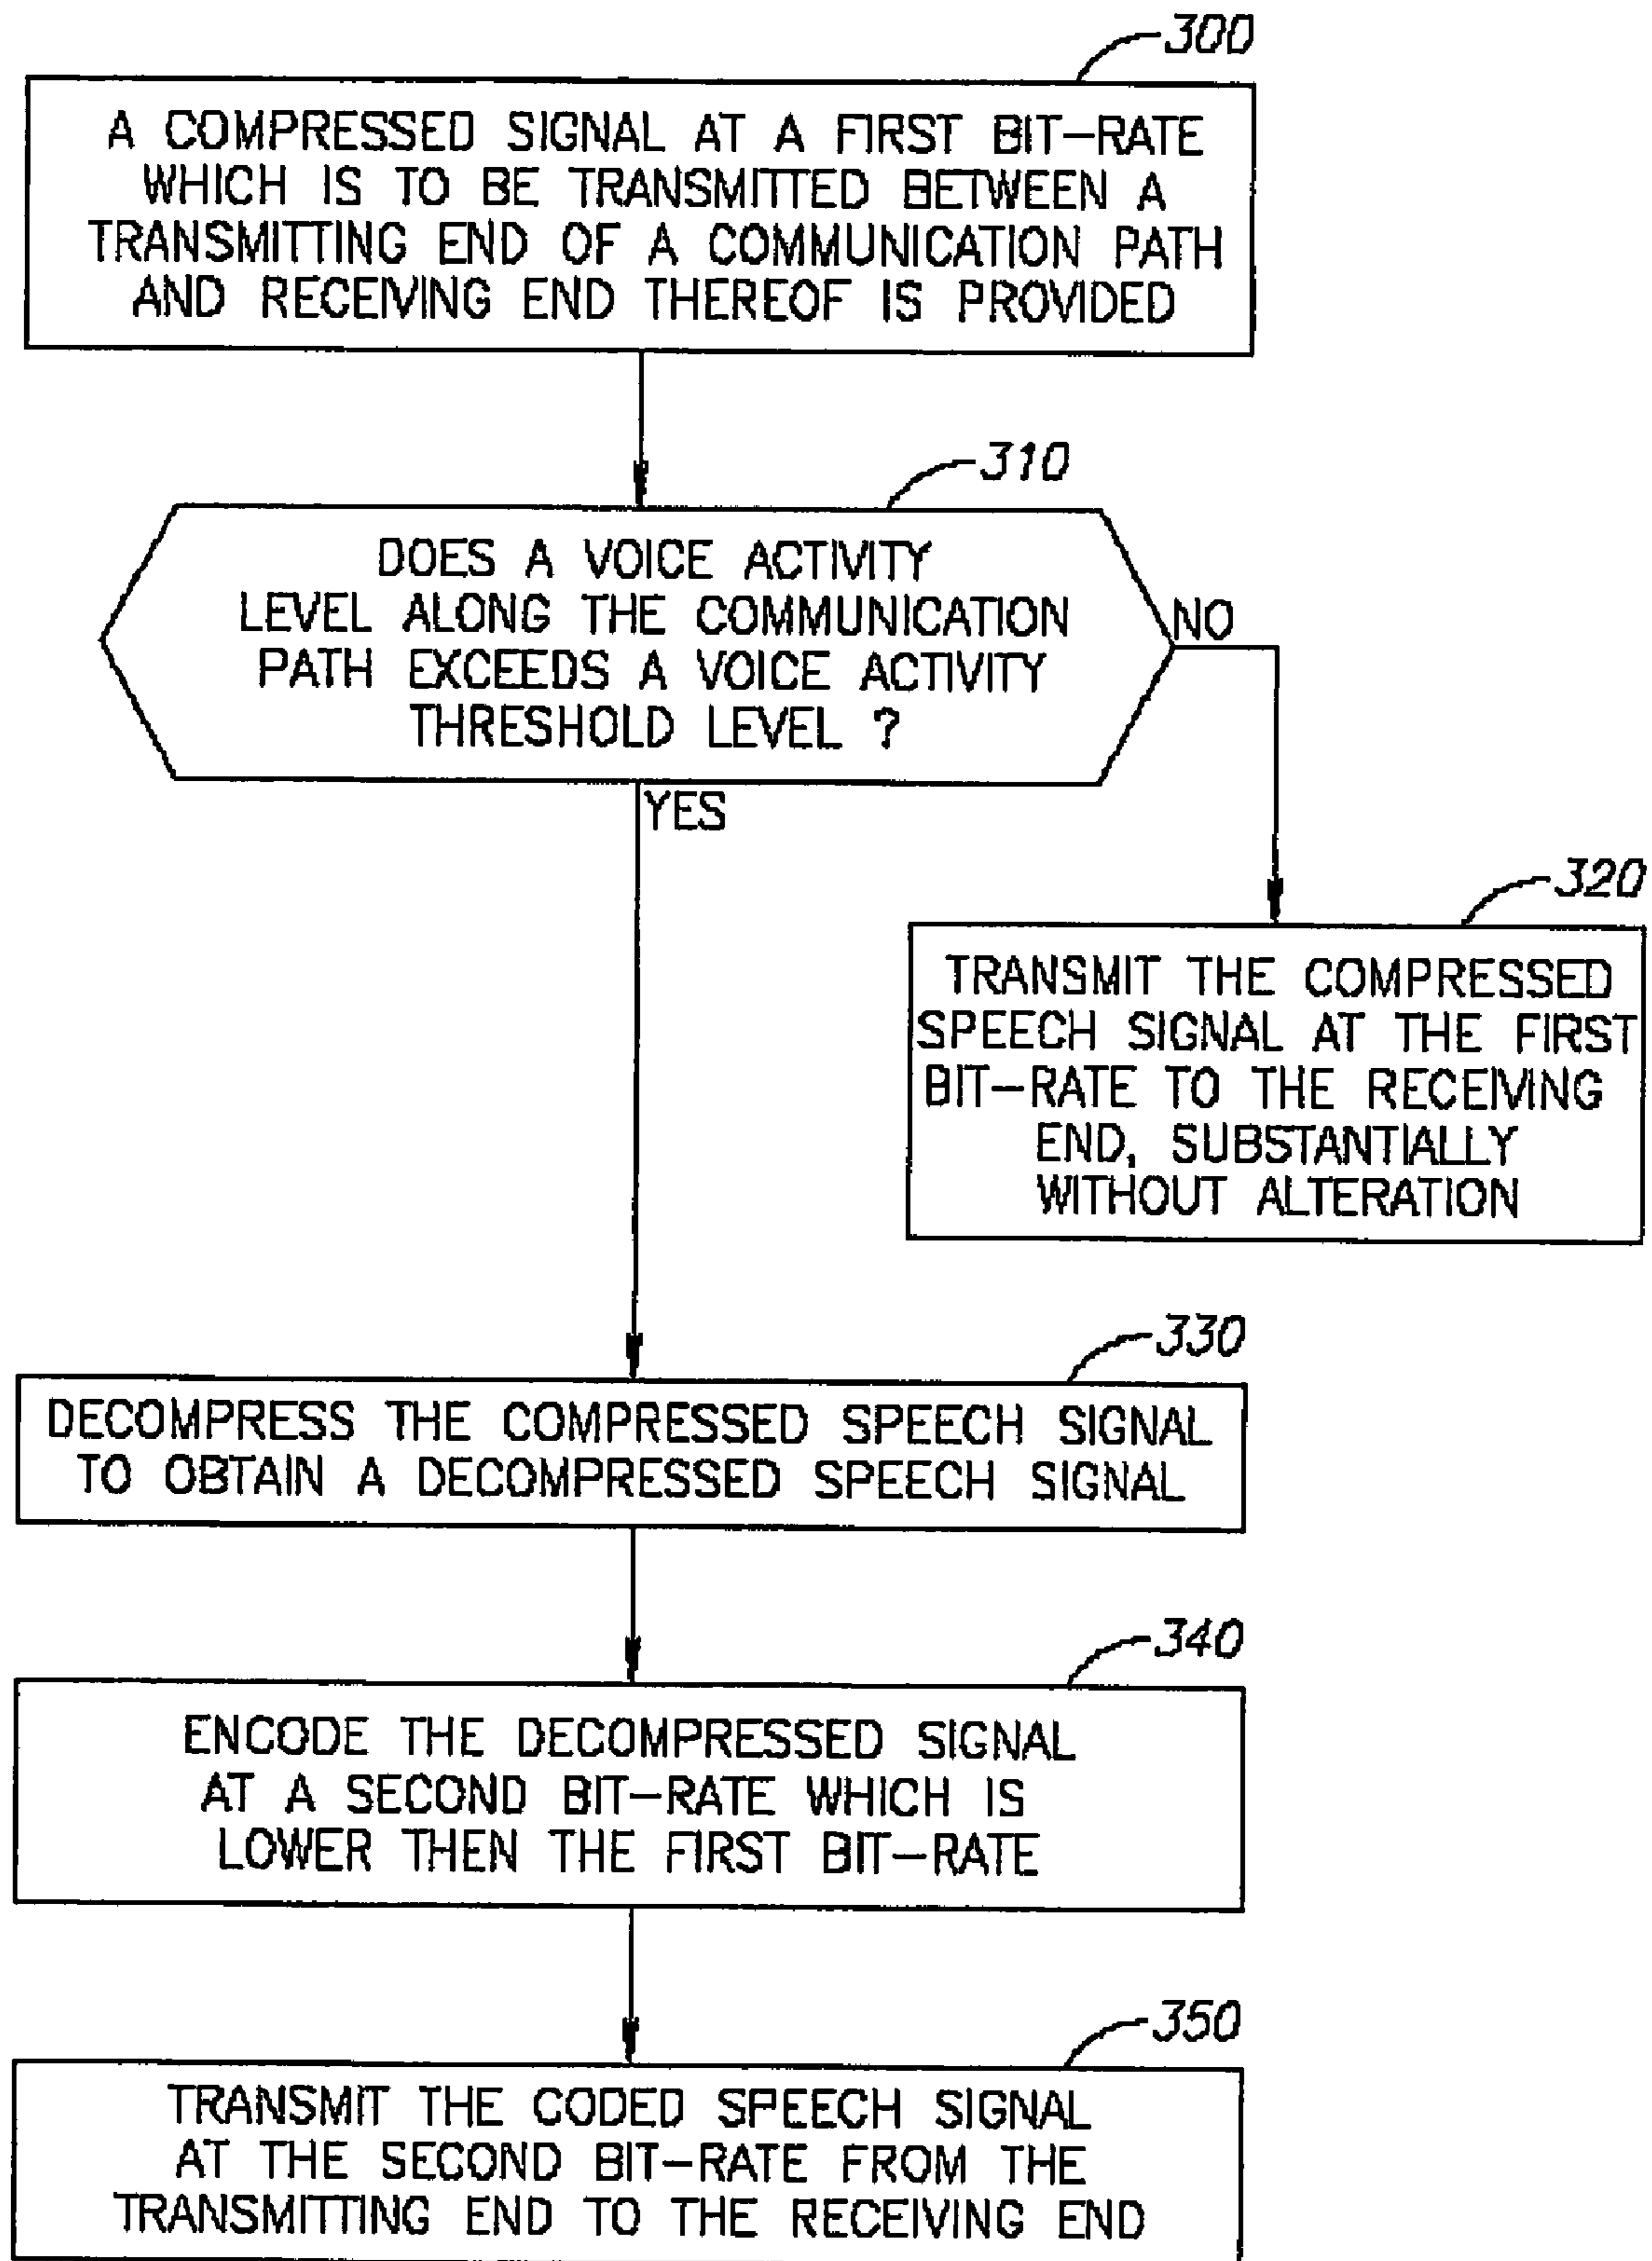 300
A COMPRESSED SIGNAL AT A FIRST BIT-RATE
WHICH IS TO BE TRANSMITTED BETWEEN A
TRANSMITTING END OF A COMMUNICATION PATH
AND RECEIVING END THEREOF IS PROVIDED
310
DOES A VOICE ACTIVITY
LEVEL ALONG THE COMMUNICATION
PATH EXCEEDS A VOICE ACTIVITY
THRESHOLD LEVEL ?
NO
YES
320
TRANSMIT THE COMPRESSED
SPEECH SIGNAL AT THE FIRST
BIT-RATE TO THE RECEIVING
END, SUBSTANTIALLY
WITHOUT ALTERATION
330
DECOMPRESS THE COMPRESSED SPEECH SIGNAL
TO OBTAIN A DECOMPRESSED SPEECH SIGNAL
340
ENCODE THE DECOMPRESSED SIGNAL
AT A SECOND BIT-RATE WHICH IS
LOWER THEN THE FIRST BIT-RATE
350
TRANSMIT THE CODED SPEECH SIGNAL
AT THE SECOND BIT-RATE FROM THE
TRANSMITTING END TO THE RECEIVING END